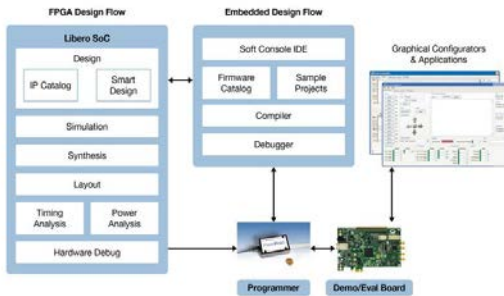 FPGA Design Flow
Libero SoC
Design
IP Catalog
Smart
Design
Simulation
Synthesis
Layout
Timing
Analysis
Power
Analysis
Hardware Debug
Embedded Design Flow
Soft Console IDE
Firmware
Catalog
Sample
Projects
Compiler
Debugger
Graphical Configurators
& Applications
Programmer
Demo/Eval Board